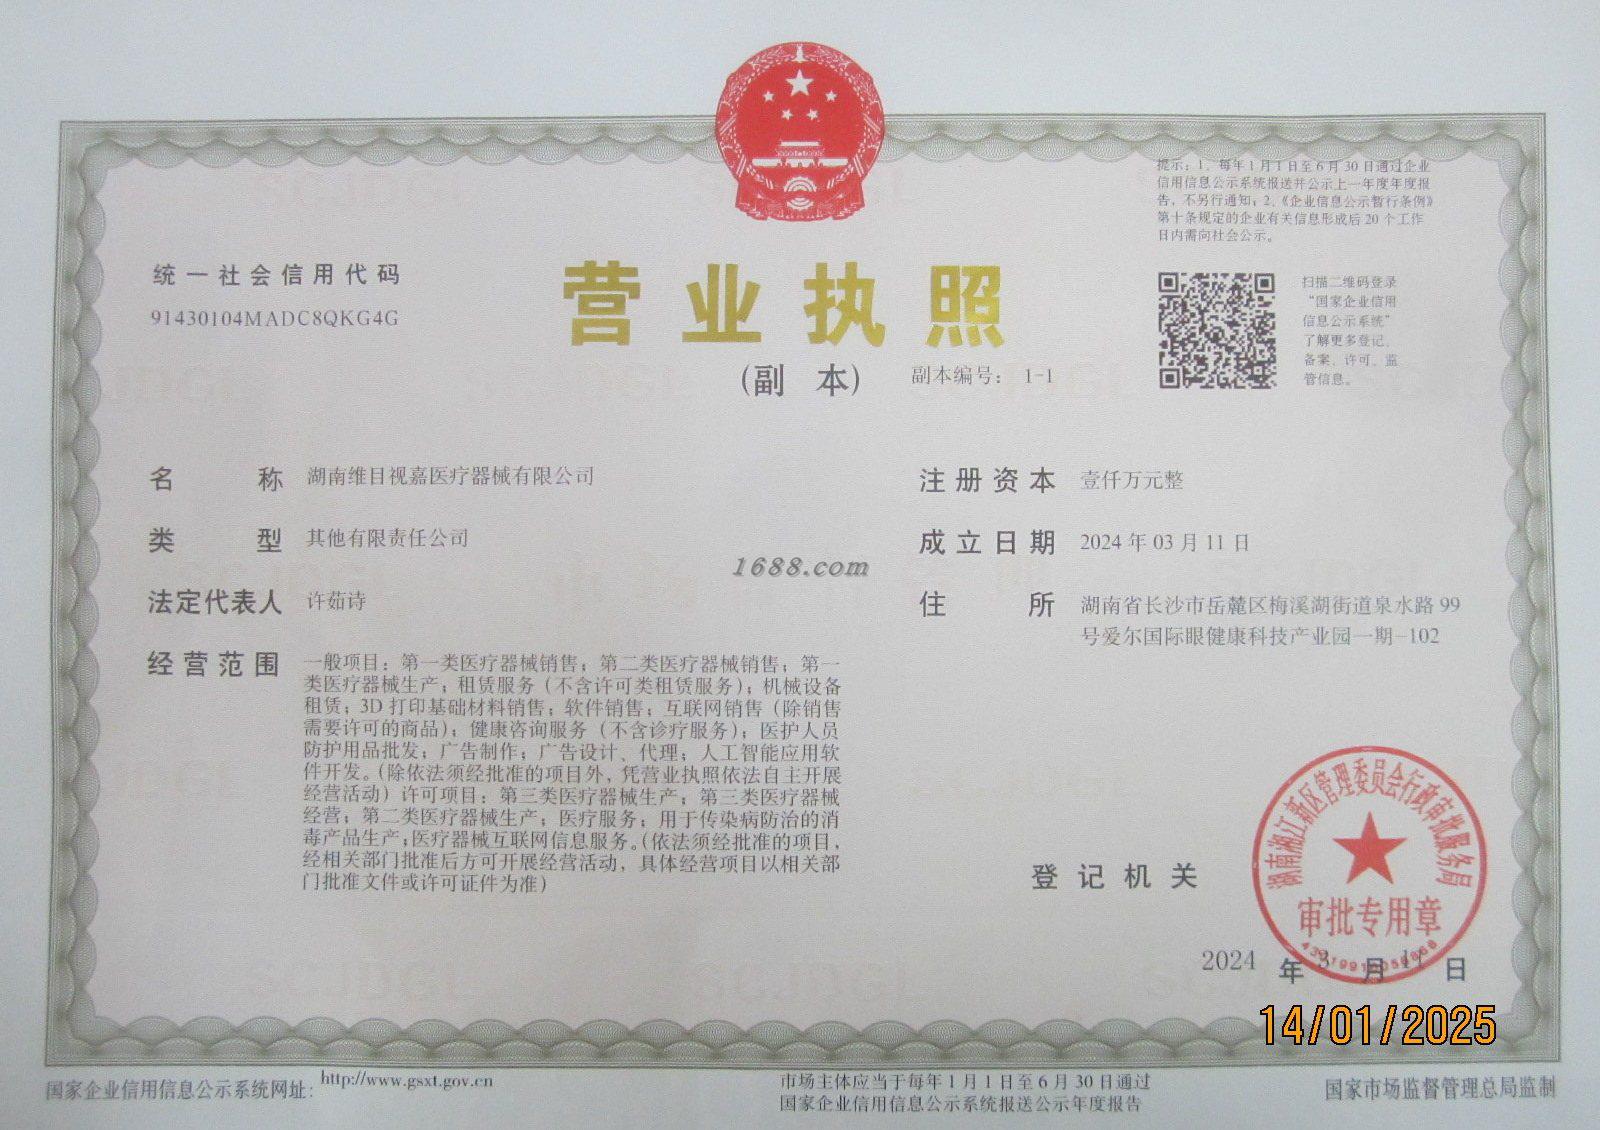 提示：1、每年1月1日至6月30日通过企业
信用信息公示系统报送并公示上一年度年度报
告，不另行通知；2、《企业信息公示暂行条例》
第十条规定的企业有关信息形成后20个工作
日内需向社会公示。
统一社会信用代码
91430104MADC8QKG4G
营业执照
(副 本)
副本编号： 1-1
扫描二维码登录
“国家企业信用
信息公示系统”
了解更多登记、
备案、许可、监
管信息。
名 称 湖南维目视嘉医疗器械有限公司
注册资本 壹仟万元整
类 型 其他有限责任公司
成立日期 2024年03月11日
1688.com
法定代表人 许茹诗
住 所 湖南省长沙市岳麓区梅溪湖街道泉水路99
号爱尔国际眼健康科技产业园一期-102
经营范围 一般项目：第一类医疗器械销售；第二类医疗器械销售；第一
类医疗器械生产；租赁服务（不含许可类租赁服务）；机械设备
租赁；3D打印基础材料销售；软件销售；互联网销售（除销售
需要许可的商品）；健康咨询服务（不含诊疗服务）；医护人员
防护用品批发；广告制作；广告设计、代理；人工智能应用软
件开发。（除依法须经批准的项目外，凭营业执照依法自主开展
经营活动）许可项目：第三类医疗器械生产；第三类医疗器械
经营；第二类医疗器械生产；医疗服务；用于传染病防治的消
毒产品生产；医疗器械互联网信息服务。（依法须经批准的项目，
经相关部门批准后方可开展经营活动，具体经营项目以相关部
门批准文件或许可证件为准）
登记机关
湖南湘江新区管理委员会行政审批服务局
审批专用章
2024 年 3 月 11 日
14/01/2025
国家企业信用信息公示系统网址：http://www.gsxt.gov.cn
市场主体应当于每年1月1日至6月30日通过
国家企业信用信息公示系统报送公示年度报告
国家市场监督管理总局监制